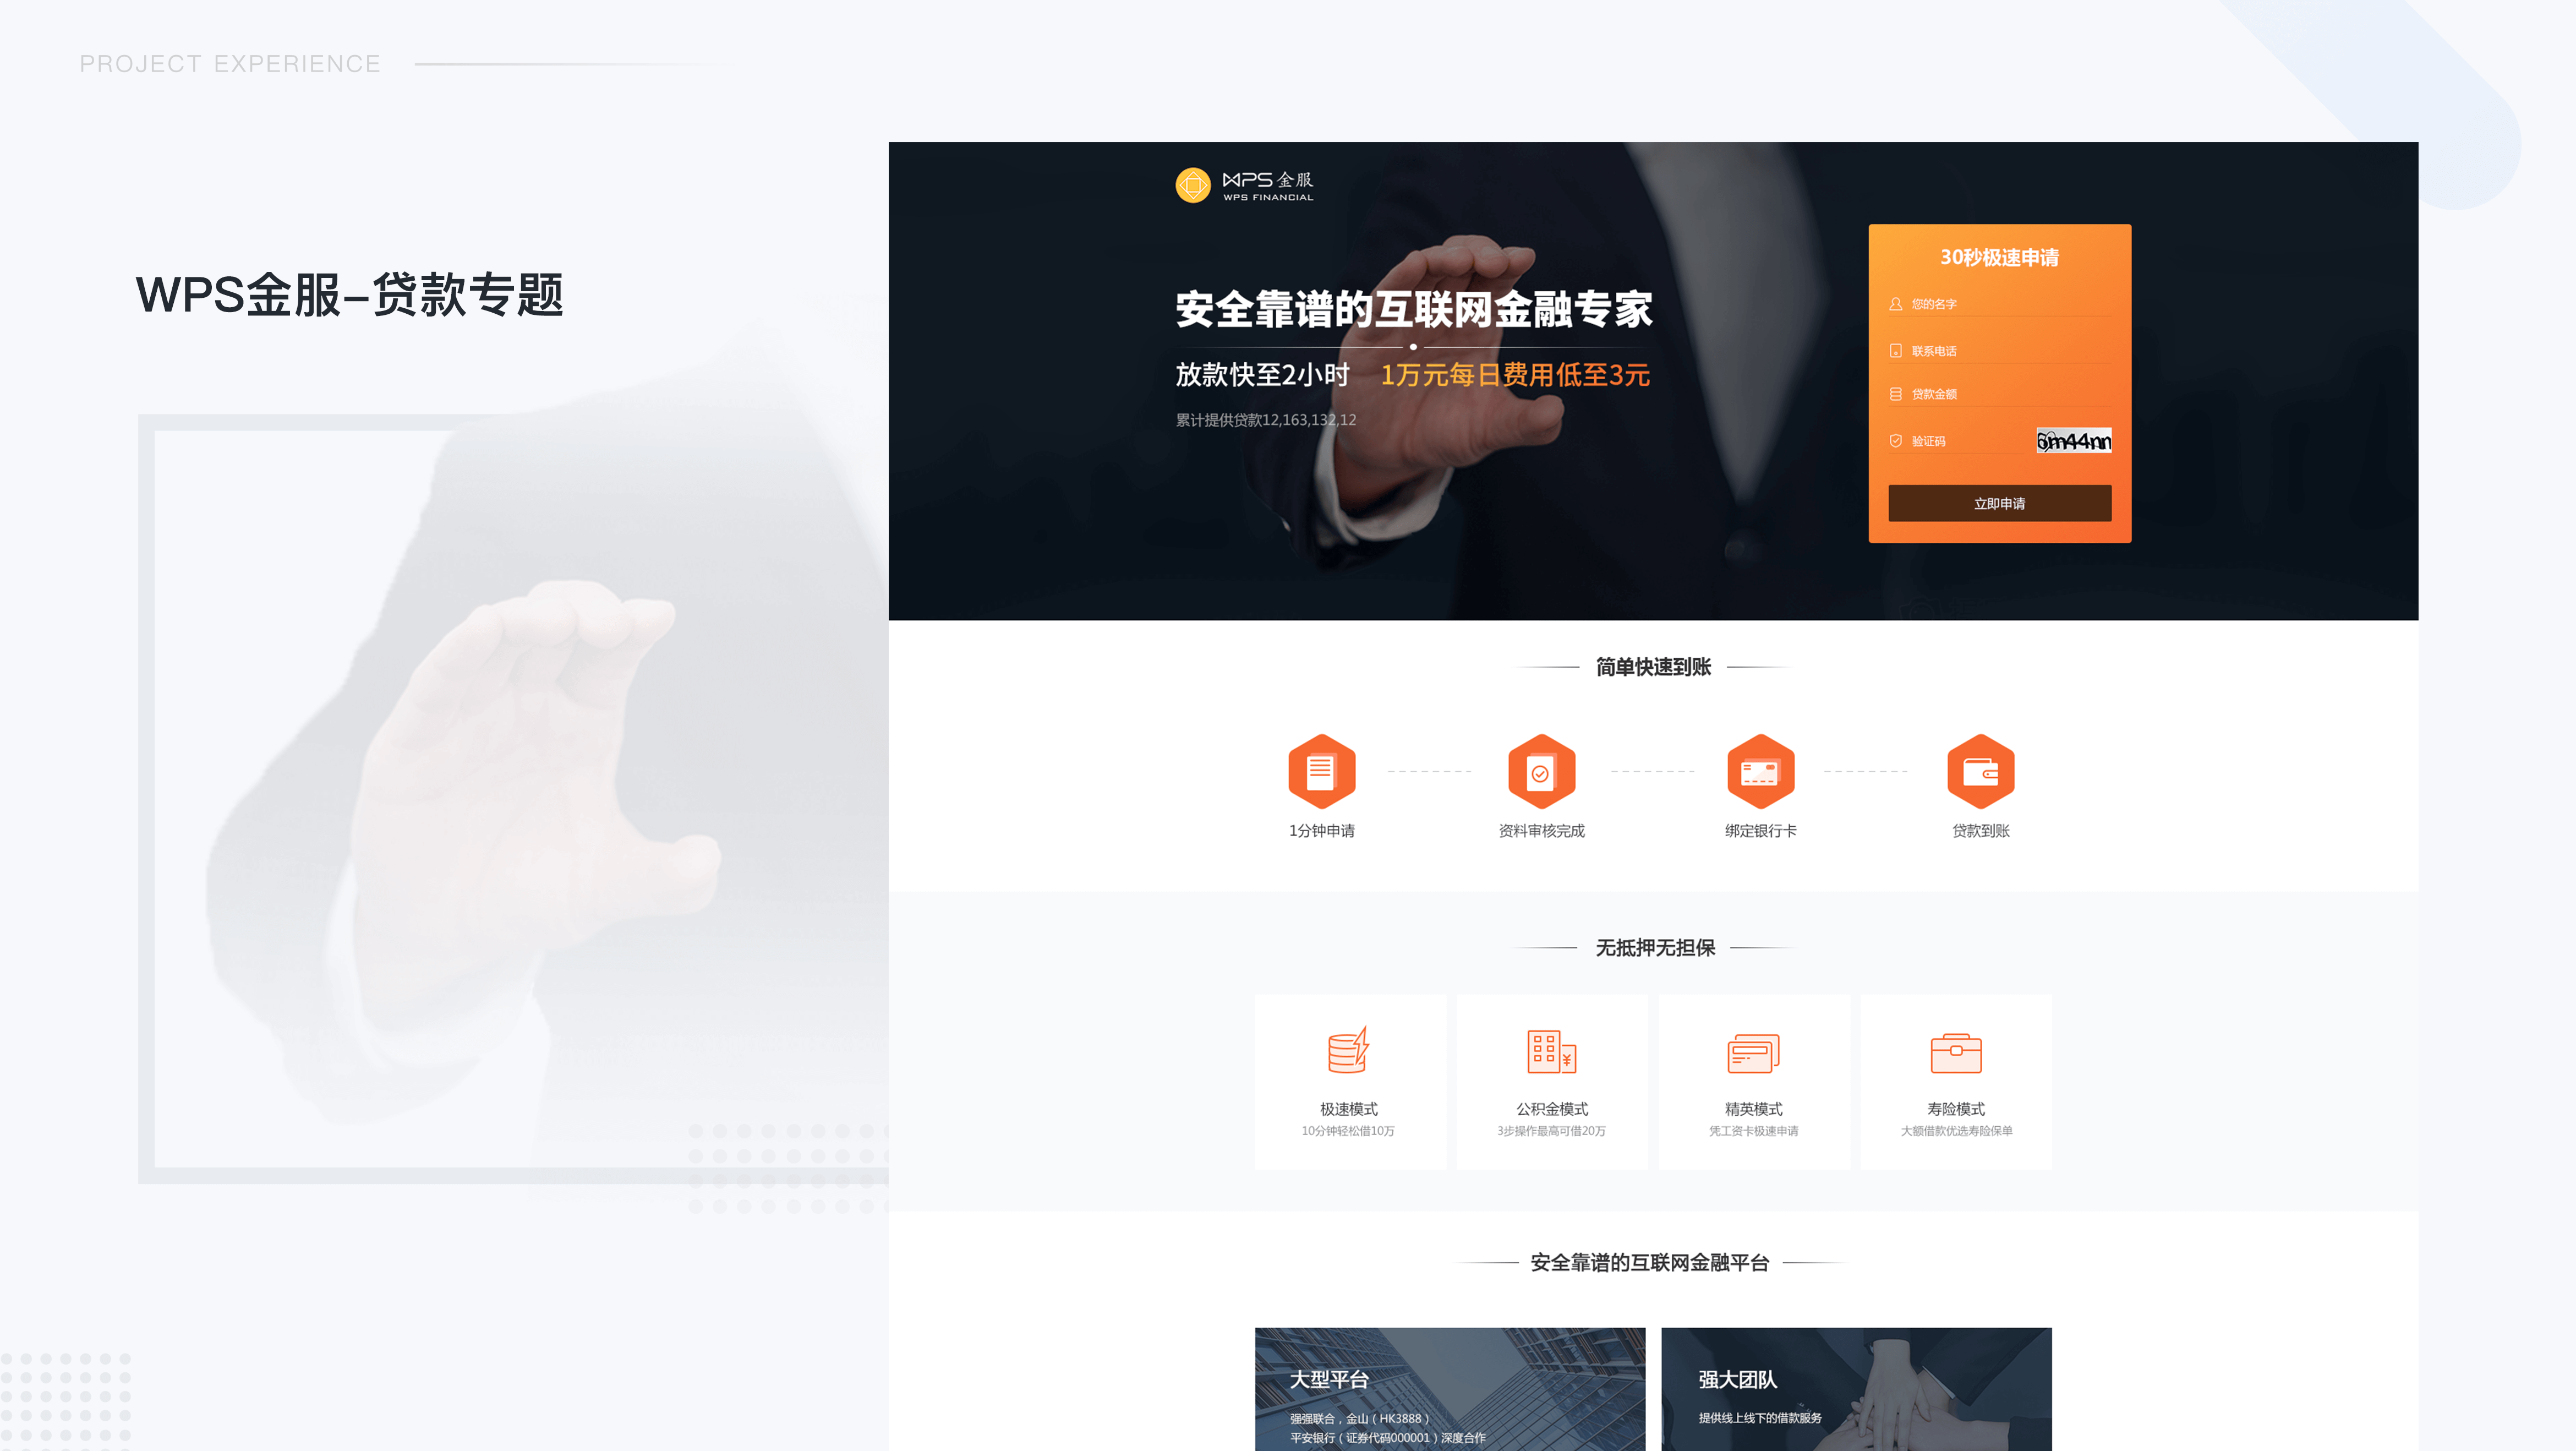 PROJECT EXPERIENCE
WPS金服-贷款专题
WPS金服
WPS FINANCIAL
安全靠谱的互联网金融专家
放款快至2小时 1万元每日费用低至3元
累计提供贷款12,163,132,12
30秒极速申请
您的名字
联系电话
贷款金额
验证码 6m44nn
立即申请
简单快速到账
1分钟申请 资料审核完成 绑定银行卡 贷款到账
无抵押无担保
极速模式 公积金模式 精英模式 寿险模式
10分钟轻松借10万 3步操作最高可借20万 凭工资卡极速申请 大额借款优选寿险保单
安全靠谱的互联网金融平台
大型平台
强强联合，金山（HK3888）
平安银行（证券代码000001）深度合作
强大团队
提供线上线下的借款服务